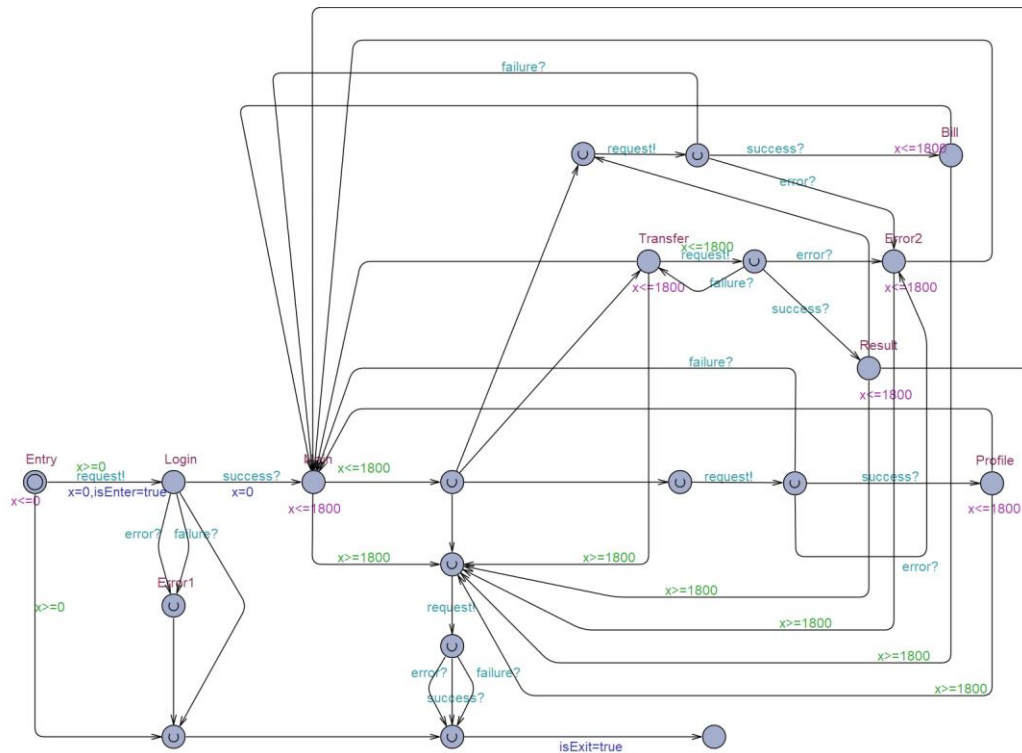 failure?
Bill
request!
success?
x<=1800
error?
Transfer
x<=1800
Error2
request!
error?
x<=1800
failure?
x<=1800
success?
Result
failure?
x<=1800
Entry
x>=0
Login
Main
x<=1800
Profile
request!
success?
request!
success?
x<=0
x=0,isEnter=true
x=0
x<=1800
x<=1800
error?
failure?
x>=1800
x>=1800
error?
Error1
x>=1800
x>=0
request!
x>=1800
x>=1800
error?
failure?
x>=1800
success?
isExit=true
C
C
C
C
C
C
C
C
C
C
C